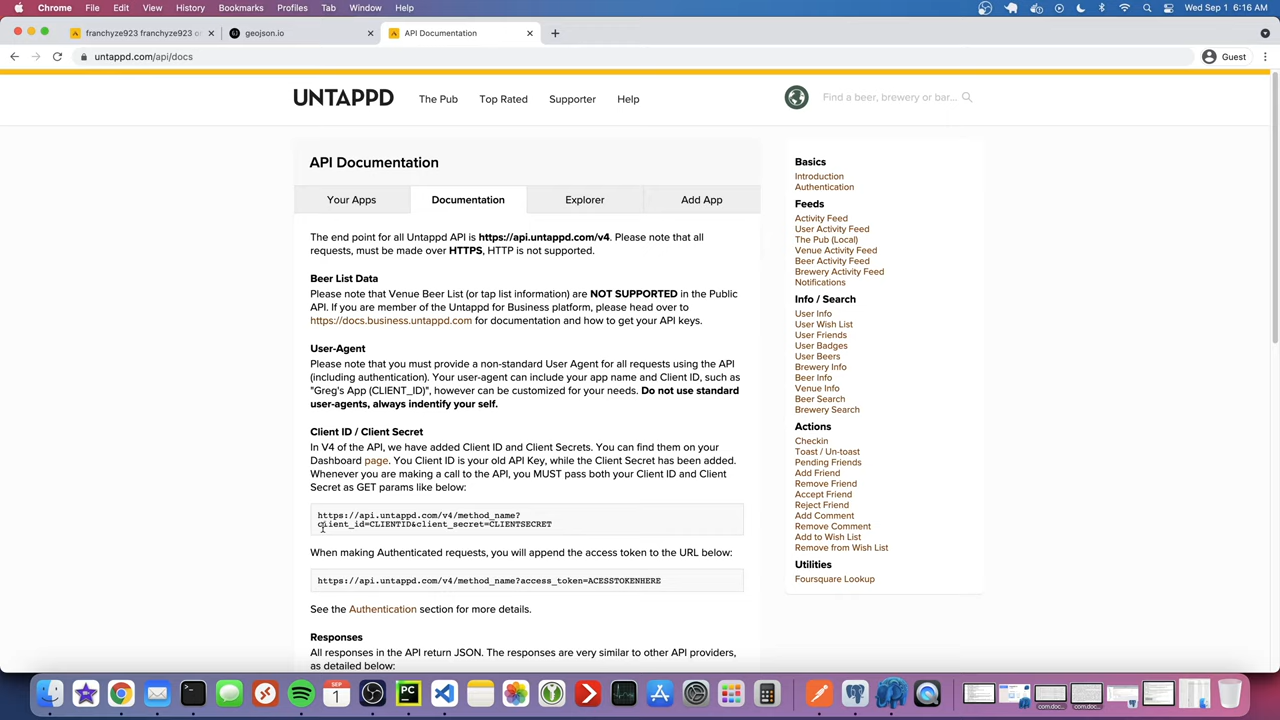 Chrome File Edit View History Bookmarks Profiles Tab Window Help Wed Sep 1 6:16 AM
franchyze923 franchyze923 on geojson.io API Documentation
untappd.com/api/docs Guest
UNTAPPD The Pub Top Rated Supporter Help Find a beer, brewery or bar...
API Documentation
Your Apps Documentation Explorer Add App
The end point for all Untappd API is https://api.untappd.com/v4. Please note that all
requests, must be made over HTTPS, HTTP is not supported.
Beer List Data
Please note that Venue Beer List (or tap list information) are NOT SUPPORTED in the Public
API. If you are member of the Untappd for Business platform, please head over to
https://docs.business.untappd.com for documentation and how to get your API keys.
User-Agent
Please note that you must provide a non-standard User Agent for all requests using the API
(including authentication). Your user-agent can include your app name and Client ID, such as
"Greg's App (CLIENT_ID)", however can be customized for your needs. Do not use standard
user-agents, always indentify your self.
Client ID / Client Secret
In V4 of the API, we have added Client ID and Client Secrets. You can find them on your
Dashboard page. You Client ID is your old API Key, while the Client Secret has been added.
Whenever you are making a call to the API, you MUST pass both your Client ID and Client
Secret as GET params like below:
https://api.untappd.com/v4/method_name?
client_id=CLIENTID&client_secret=CLIENTSECRET
When making Authenticated requests, you will append the access token to the URL below:
https://api.untappd.com/v4/method_name?access_token=ACESSTOKENHERE
See the Authentication section for more details.
Responses
All responses in the API return JSON. The responses are very similar to other API providers,
as detailed below:
Basics
Introduction
Authentication
Feeds
Activity Feed
User Activity Feed
The Pub (Local)
Venue Activity Feed
Beer Activity Feed
Brewery Activity Feed
Notifications
Info / Search
User Info
User Wish List
User Friends
User Badges
User Beers
Brewery Info
Beer Info
Venue Info
Beer Search
Brewery Search
Actions
Checkin
Toast / Un-toast
Pending Friends
Add Friend
Remove Friend
Accept Friend
Reject Friend
Add Comment
Remove Comment
Add to Wish List
Remove from Wish List
Utilities
Foursquare Lookup
SEP
1
PC